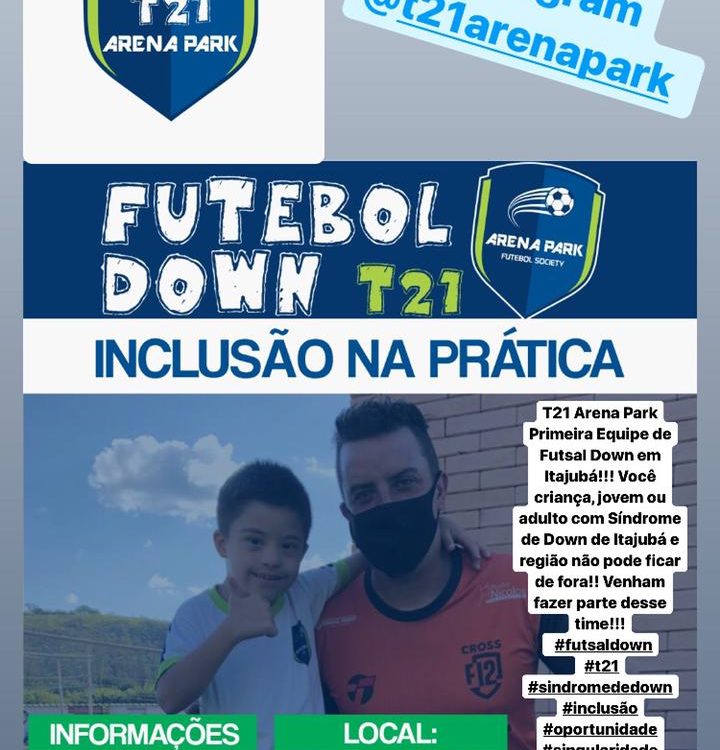 T21
ARENA PARK
@t21arenapark
FUTEBOL
DOWN T21
ARENA PARK
FUTEBOL SOCIETY
INCLUSÃO NA PRÁTICA
T21 Arena Park
Primeira Equipe de
Futsal Down em
Itajubá!!! Você
criança, jovem ou
adulto com Síndrome
de Down de Itajubá e
região não pode ficar
de fora!! Venham
fazer parte desse
time!!!
#futsaldown
#t21
#sindromededown
#inclusão
#oportunidade
#singularidade
CROSS
F12
INFORMAÇÕES
LOCAL: